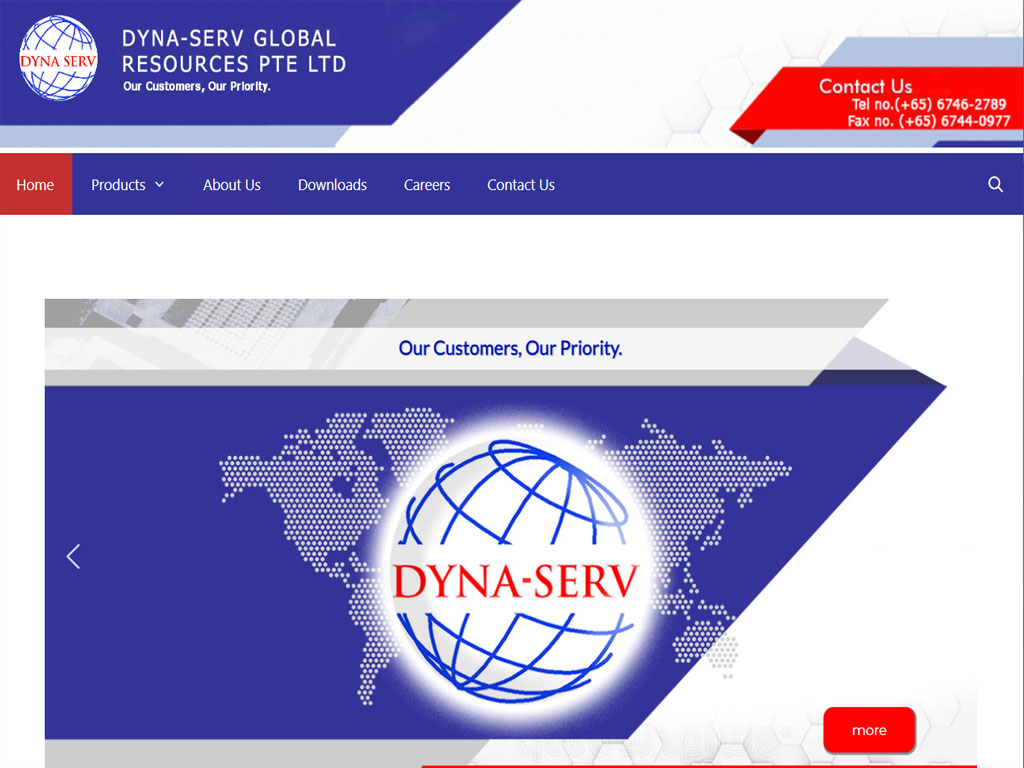 DYNA-SERV GLOBAL
RESOURCES PTE LTD
Our Customers, Our Priority.
DYNA SERV
Contact Us
Tel no.(+65) 6746-2789
Fax no. (+65) 6744-0977
Home
Products
About Us
Downloads
Careers
Contact Us
Our Customers, Our Priority.
DYNA-SERV
more